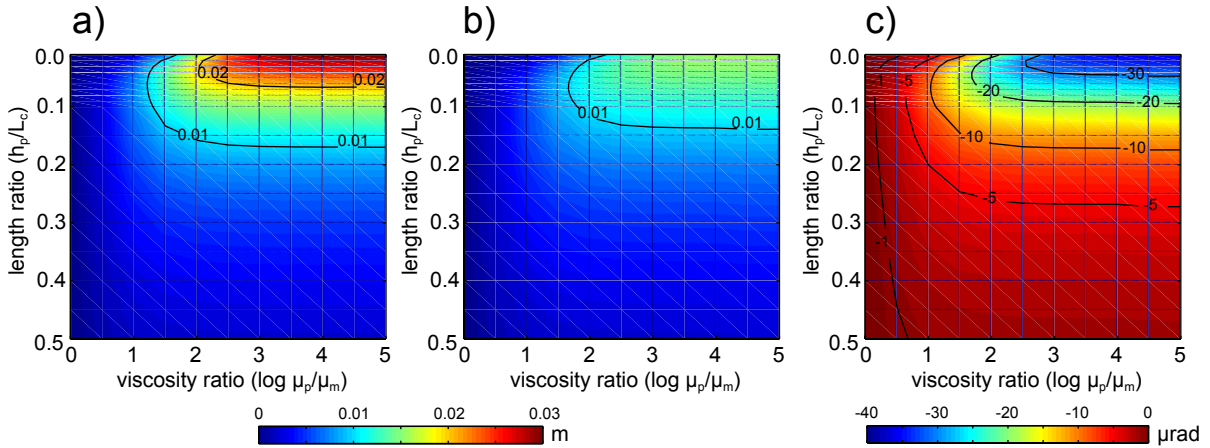 a)
b)
c)
length ratio (hp/Lc)
0.0
0.1
0.2
0.3
0.4
0.5
0.02
0.02
0.01
0.01
0 1 2 3 4 5
viscosity ratio (log μp/μm)
length ratio (hp/Lc)
0.0
0.1
0.2
0.3
0.4
0.5
0.01
0.01
0 1 2 3 4 5
viscosity ratio (log μp/μm)
length ratio (hp/Lc)
0.0
0.1
0.2
0.3
0.4
0.5
-1
-5
-30
-20
-20
-10
-10
-5
-5
-1
0 1 2 3 4 5
viscosity ratio (log μp/μm)
0 0.01 0.02 0.03
m
-40 -30 -20 -10 0
μrad